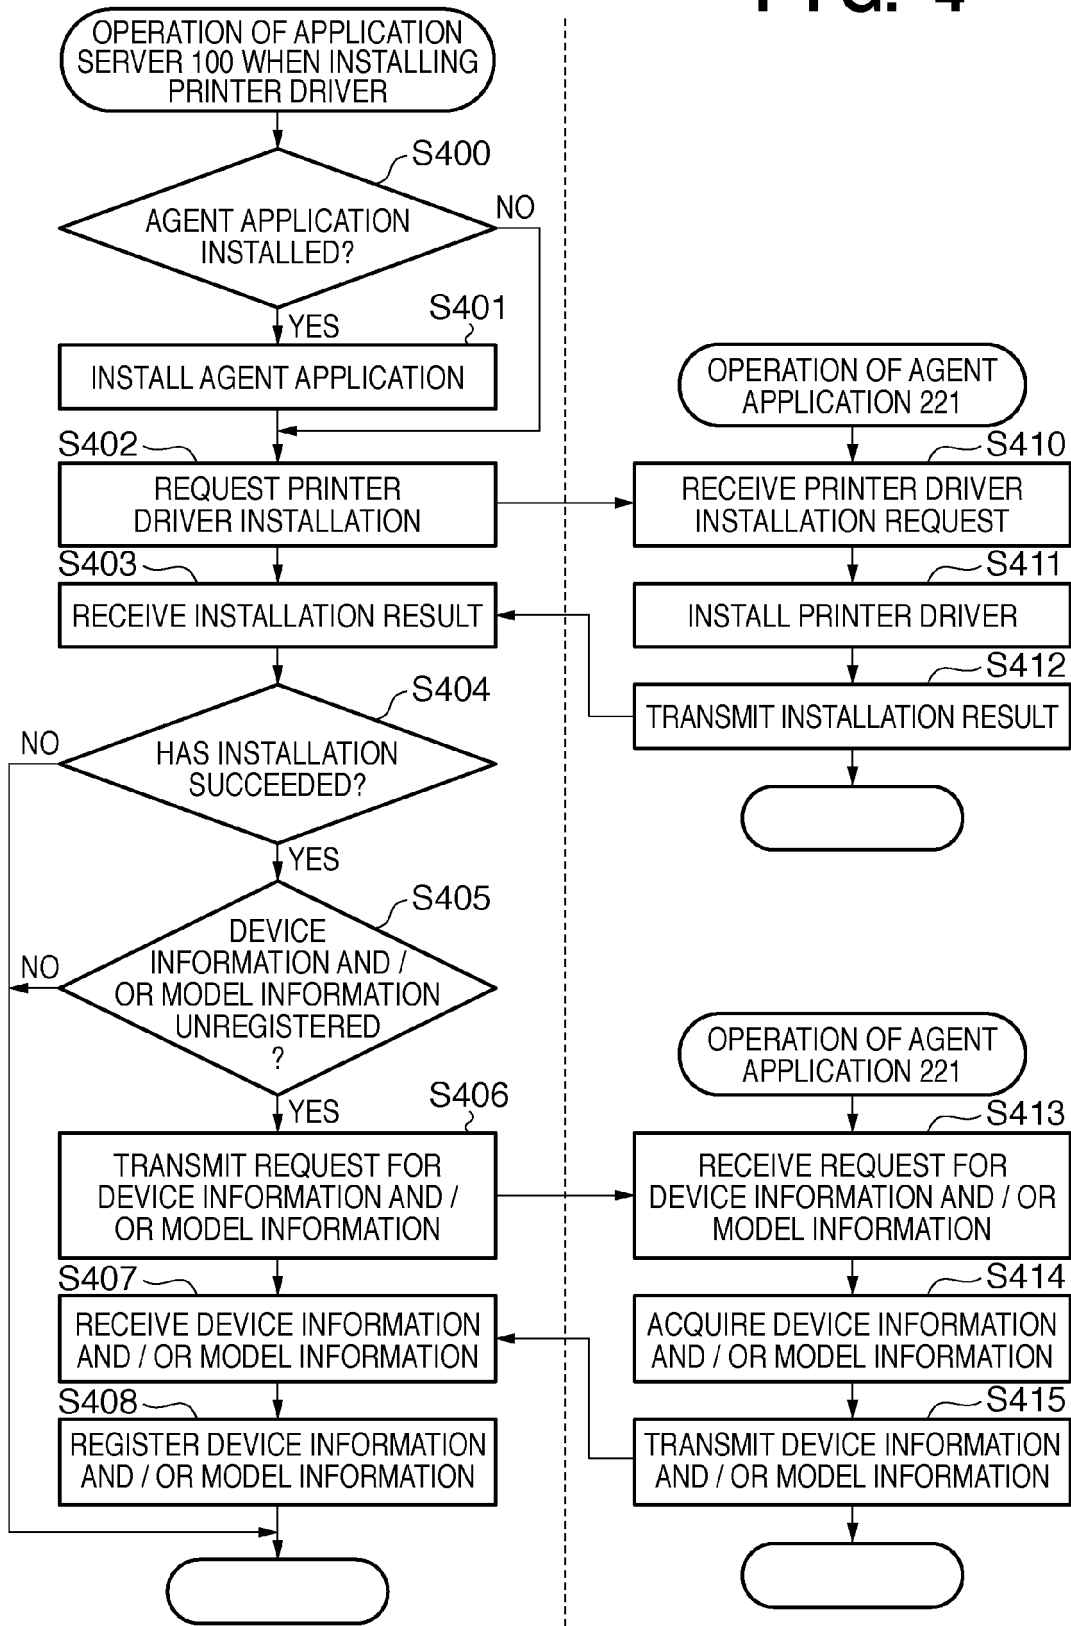 FIG. 4
OPERATION OF APPLICATION
SERVER 100 WHEN INSTALLING
PRINTER DRIVER
S400
AGENT APPLICATION
INSTALLED?
NO
YES
S401
INSTALL AGENT APPLICATION
S402
REQUEST PRINTER
DRIVER INSTALLATION
S403
RECEIVE INSTALLATION RESULT
S404
HAS INSTALLATION
SUCCEEDED?
NO
YES
S405
DEVICE
INFORMATION AND /
OR MODEL INFORMATION
UNREGISTERED
?
NO
YES
S406
TRANSMIT REQUEST FOR
DEVICE INFORMATION AND /
OR MODEL INFORMATION
S407
RECEIVE DEVICE INFORMATION
AND / OR MODEL INFORMATION
S408
REGISTER DEVICE INFORMATION
AND / OR MODEL INFORMATION
OPERATION OF AGENT
APPLICATION 221
S410
RECEIVE PRINTER DRIVER
INSTALLATION REQUEST
S411
INSTALL PRINTER DRIVER
S412
TRANSMIT INSTALLATION RESULT
OPERATION OF AGENT
APPLICATION 221
S413
RECEIVE REQUEST FOR
DEVICE INFORMATION AND / OR
MODEL INFORMATION
S414
ACQUIRE DEVICE INFORMATION
AND / OR MODEL INFORMATION
S415
TRANSMIT DEVICE INFORMATION
AND / OR MODEL INFORMATION